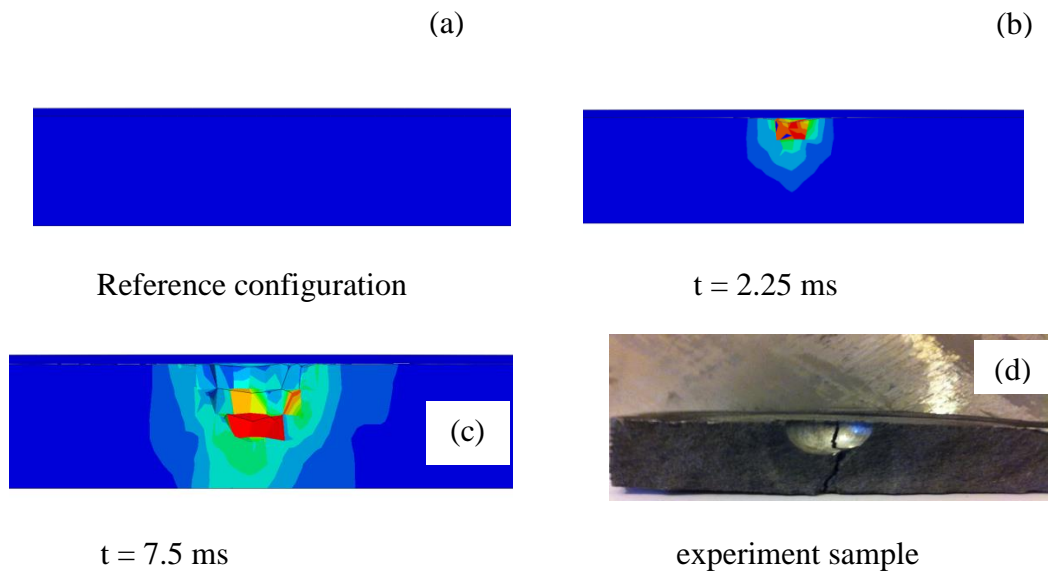 (a)
(b)
Reference configuration
t = 2.25 ms
(d)
(c)
t = 7.5 ms
experiment sample